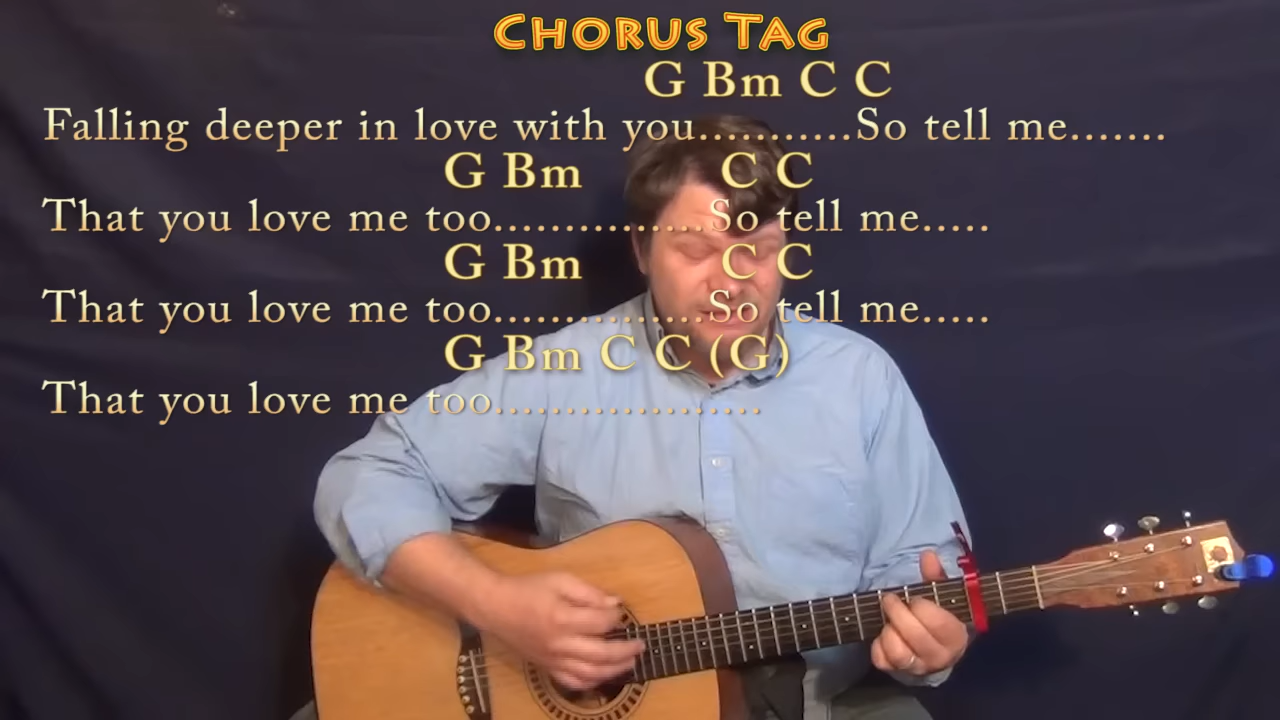 Chorus Tag
G Bm C C
Falling deeper in love with you...........So tell me.......
G Bm C C
That you love me too...............So tell me.....
G Bm C C
That you love me too...............So tell me.....
G Bm C C (G)
That you love me too...................